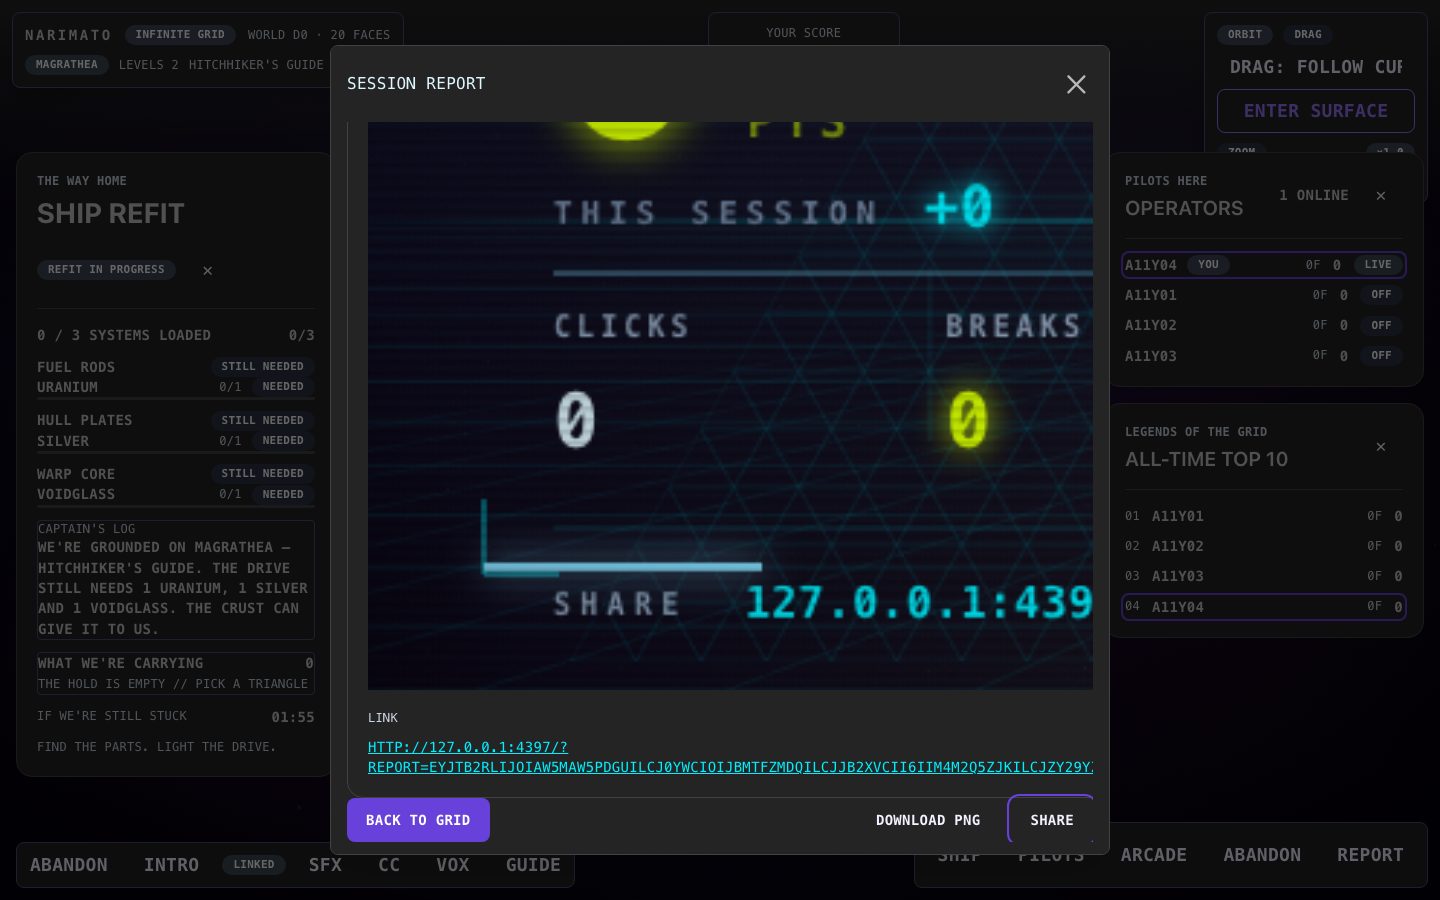 NARIMATO INFINITE GRID WORLD D0 · 20 FACES
MAGRATHEA LEVELS 2 HITCHHIKER'S GUIDE
YOUR SCORE
ORBIT DRAG
DRAG: FOLLOW CUR
ENTER SURFACE
ZOOM ×1.0
THE WAY HOME
SHIP REFIT
REFIT IN PROGRESS ×
0 / 3 SYSTEMS LOADED 0/3
FUEL RODS STILL NEEDED
URANIUM 0/1 NEEDED
HULL PLATES STILL NEEDED
SILVER 0/1 NEEDED
WARP CORE STILL NEEDED
VOIDGLASS 0/1 NEEDED
CAPTAIN'S LOG
WE'RE GROUNDED ON MAGRATHEA —
HITCHHIKER'S GUIDE. THE DRIVE
STILL NEEDS 1 URANIUM, 1 SILVER
AND 1 VOIDGLASS. THE CRUST CAN
GIVE IT TO US.
WHAT WE'RE CARRYING 0
THE HOLD IS EMPTY // PICK A TRIANGLE
IF WE'RE STILL STUCK 01:55
FIND THE PARTS. LIGHT THE DRIVE.
SESSION REPORT
PTS
THIS SESSION +0
CLICKS BREAKS
0 0
SHARE 127.0.0.1:439
LINK
HTTP://127.0.0.1:4397/?
REPORT=EYJTB2RLIJOIAW5MAW5PDGUILCJ0YWCIOIJBMTFZMDQILCJJB2XVCII6IIM4M2Q5ZJKILCJZY29Y
BACK TO GRID DOWNLOAD PNG SHARE
PILOTS HERE
OPERATORS 1 ONLINE ×
A11Y04 YOU 0F 0 LIVE
A11Y01 0F 0 OFF
A11Y02 0F 0 OFF
A11Y03 0F 0 OFF
LEGENDS OF THE GRID
ALL-TIME TOP 10 ×
01 A11Y01 0F 0
02 A11Y02 0F 0
03 A11Y03 0F 0
04 A11Y04 0F 0
ABANDON INTRO LINKED SFX CC VOX GUIDE
SHIP PILOTS ARCADE ABANDON REPORT